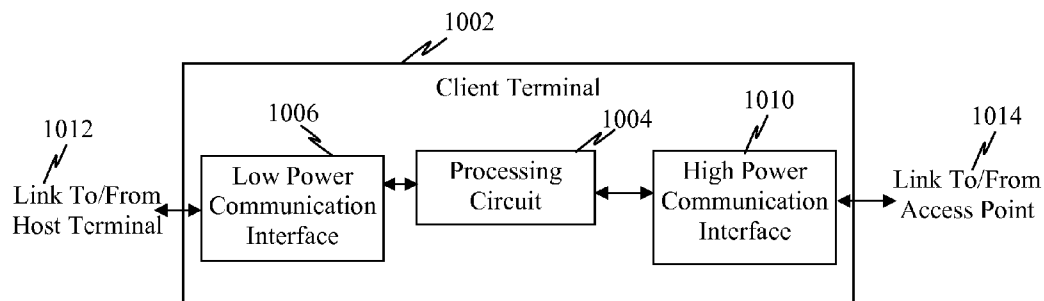 1002
Client Terminal
1012
1006
1004
1010
1014
Link To/From
Host Terminal
Low Power
Communication
Interface
Processing
Circuit
High Power
Communication
Interface
Link To/From
Access Point